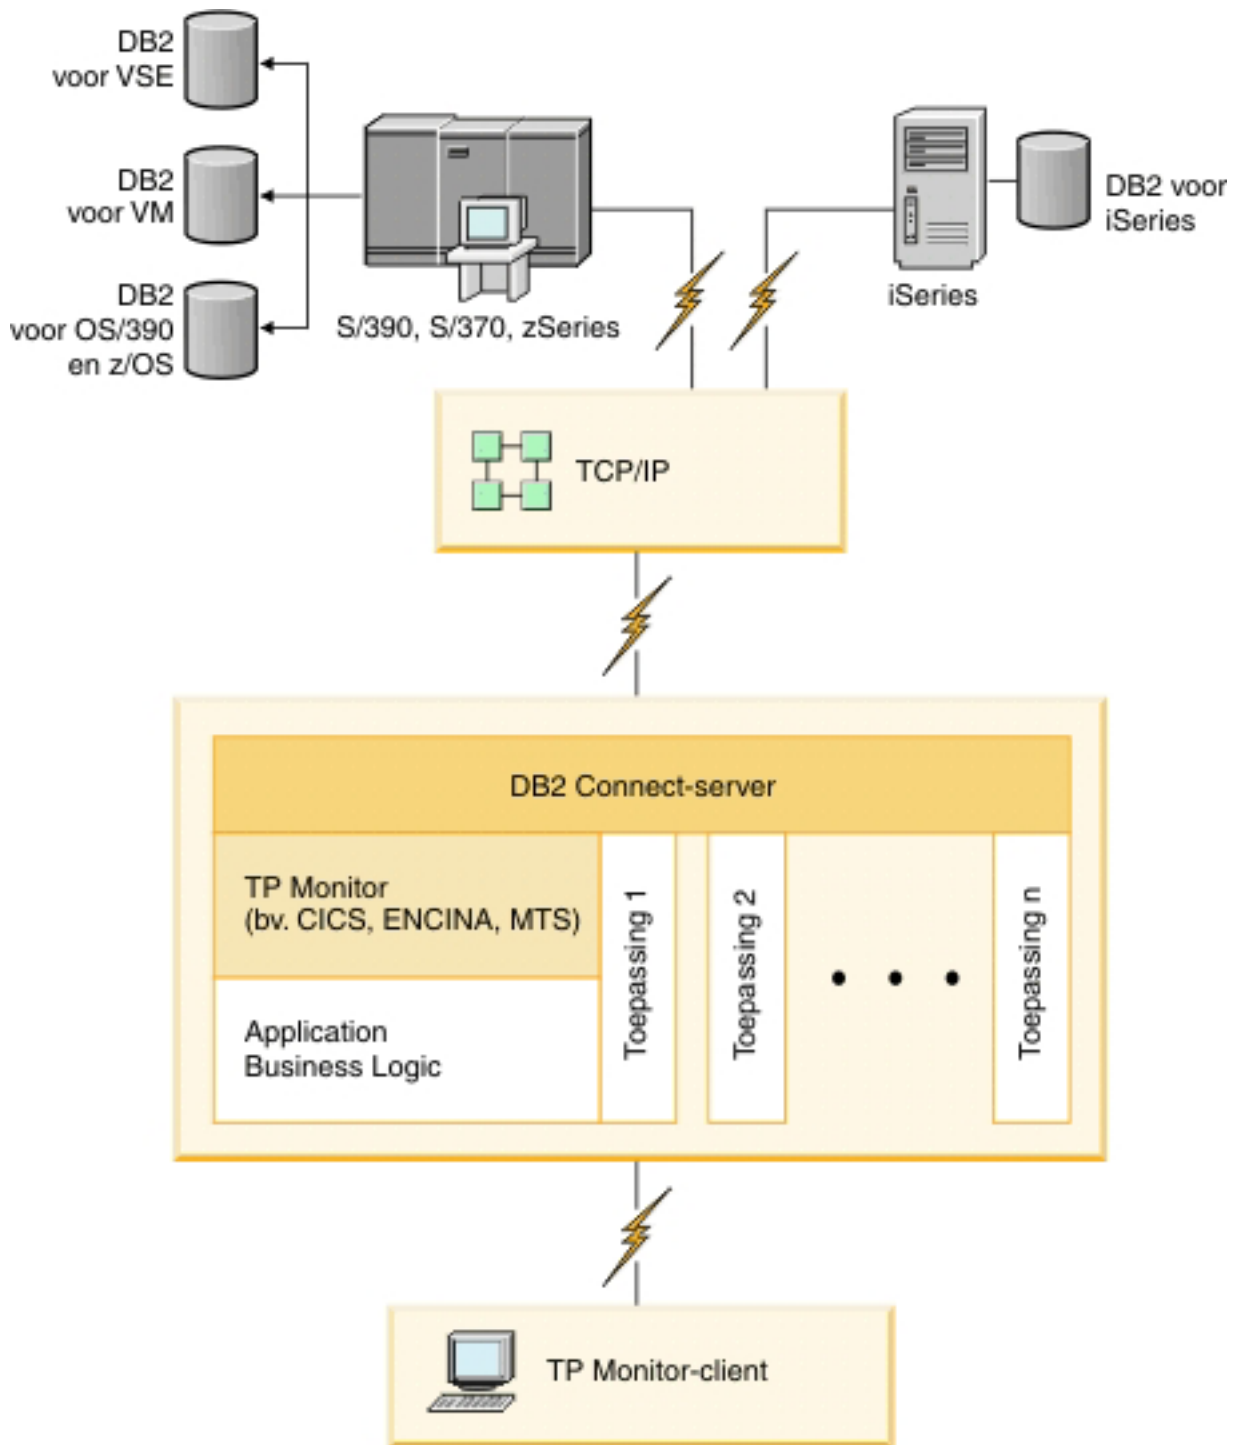 DB2
voor VSE
DB2
voor VM
DB2
voor OS/390
en z/OS
S/390, S/370, zSeries
iSeries
DB2 voor
iSeries
TCP/IP
DB2 Connect-server
TP Monitor
(bv. CICS, ENCINA, MTS)
Application
Business Logic
Toepassing 1
Toepassing 2
Toepassing n
TP Monitor-client